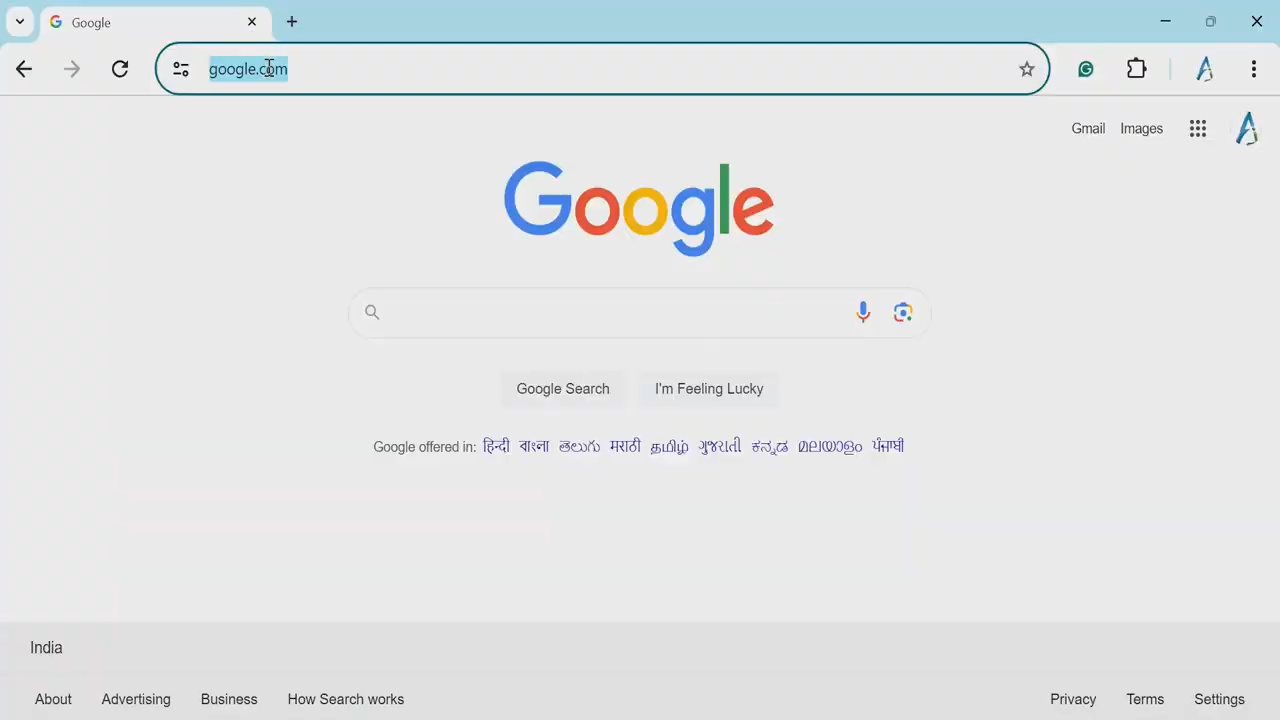 Google
google.com
Gmail Images
Google
Google Search I'm Feeling Lucky
Google offered in: हिन्दी বাংলা తెలుగు मराठी தமிழ் ગુજરાતી ಕನ್ನಡ മലയാളം ਪੰਜਾਬੀ
India
About Advertising Business How Search works Privacy Terms Settings